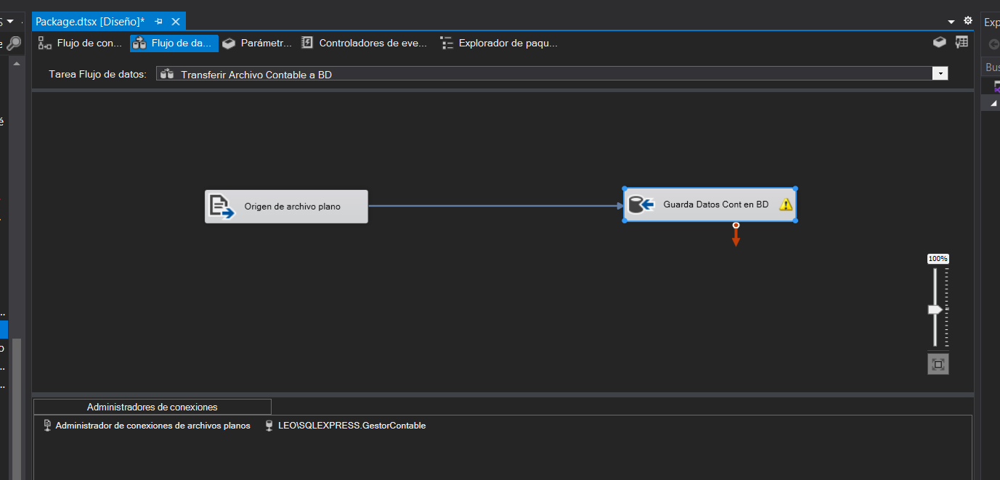 Package.dtsx [Diseño]*
Exp
Flujo de con... Flujo de da... Parámetr... Controladores de eve... Explorador de paqu...
Tarea Flujo de datos: Transferir Archivo Contable a BD
Bus
Origen de archivo plano
Guarda Datos Cont en BD
100%
Administradores de conexiones
Administrador de conexiones de archivos planos LEO\SQLEXPRESS.GestorContable